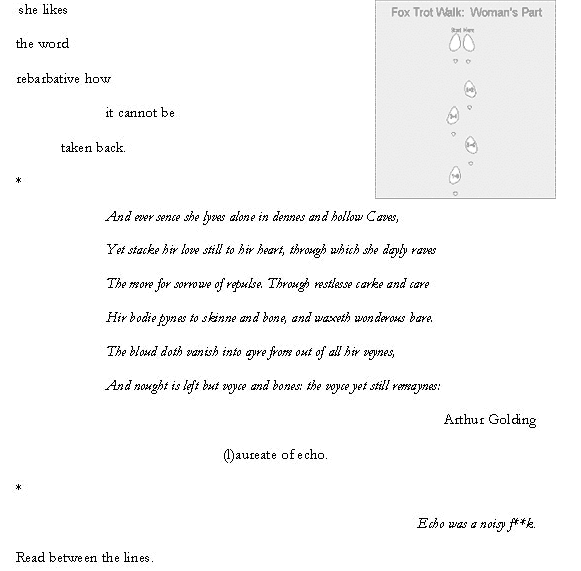 she likes
Fox Trot Walk: Woman's Part
Start Here
the word
rebarbative how
it cannot be
taken back.
*
And ever sence she lyves alone in dennes and hollow Caves,
Yet stacke hir love still to hir heart, through which she dayly raves
The more for sorrowe of repulse. Through restlesse carke and care
Hir bodie pynes to skinne and bone, and waxeth wonderous bare.
The bloud doth vanish into ayre from out of all hir veynes,
And nought is left but voyce and bones: the voyce yet still remaynes:
Arthur Golding
(l)aureate of echo.
*
Echo was a noisy f**k.
Read between the lines.